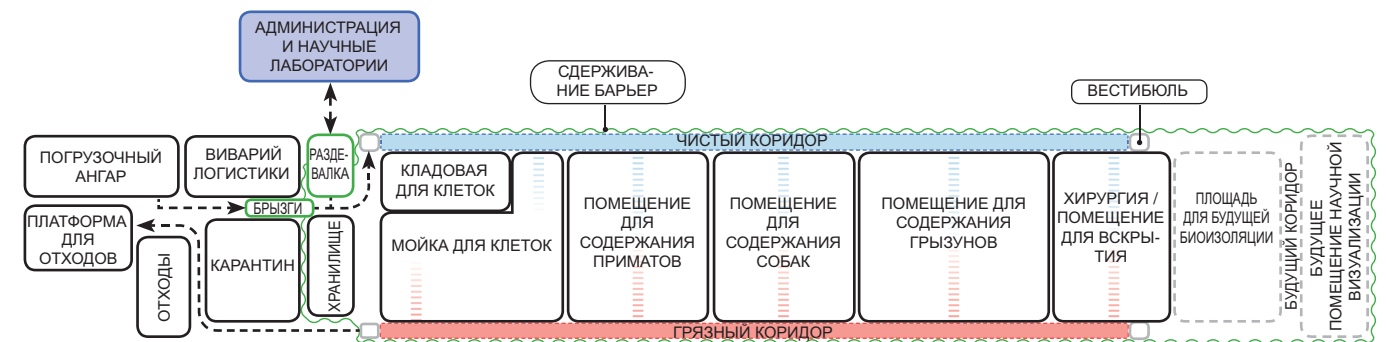 АДМИНИСТРАЦИЯ
И НАУЧНЫЕ
ЛАБОРАТОРИИ
СДЕРЖИВА-
НИЕ БАРЬЕР
ВЕСТИБЮЛЬ
ПОГРУЗОЧНЫЙ
АНГАР
ВИВАРИЙ
ЛОГИСТИКИ
РАЗДЕ-
ВАЛКА
БРЫЗГИ
ПЛАТФОРМА
ДЛЯ
ОТХОДОВ
ОТХОДЫ
КАРАНТИН
ХРАНИЛИЩЕ
ЧИСТЫЙ КОРИДОР
КЛАДОВАЯ
ДЛЯ КЛЕТОК
МОЙКА ДЛЯ КЛЕТОК
ПОМЕЩЕНИЕ
ДЛЯ
СОДЕРЖАНИЯ
ПРИМАТОВ
ПОМЕЩЕНИЕ
ДЛЯ
СОДЕРЖАНИЯ
СОБАК
ПОМЕЩЕНИЕ ДЛЯ
СОДЕРЖАНИЯ
ГРЫЗУНОВ
ХИРУРГИЯ /
ПОМЕЩЕНИЕ
ДЛЯ ВСКРЫ-
ТИЯ
ПЛОЩАДЬ
ДЛЯ БУДУЩЕЙ
БИОИЗОЛЯЦИИ
БУДУЩИЙ КОРИДОР
БУДУЩЕЕ
ПОМЕЩЕНИЕ НАУЧНОЙ
ВИЗУАЛИЗАЦИИ
ГРЯЗНЫЙ КОРИДОР